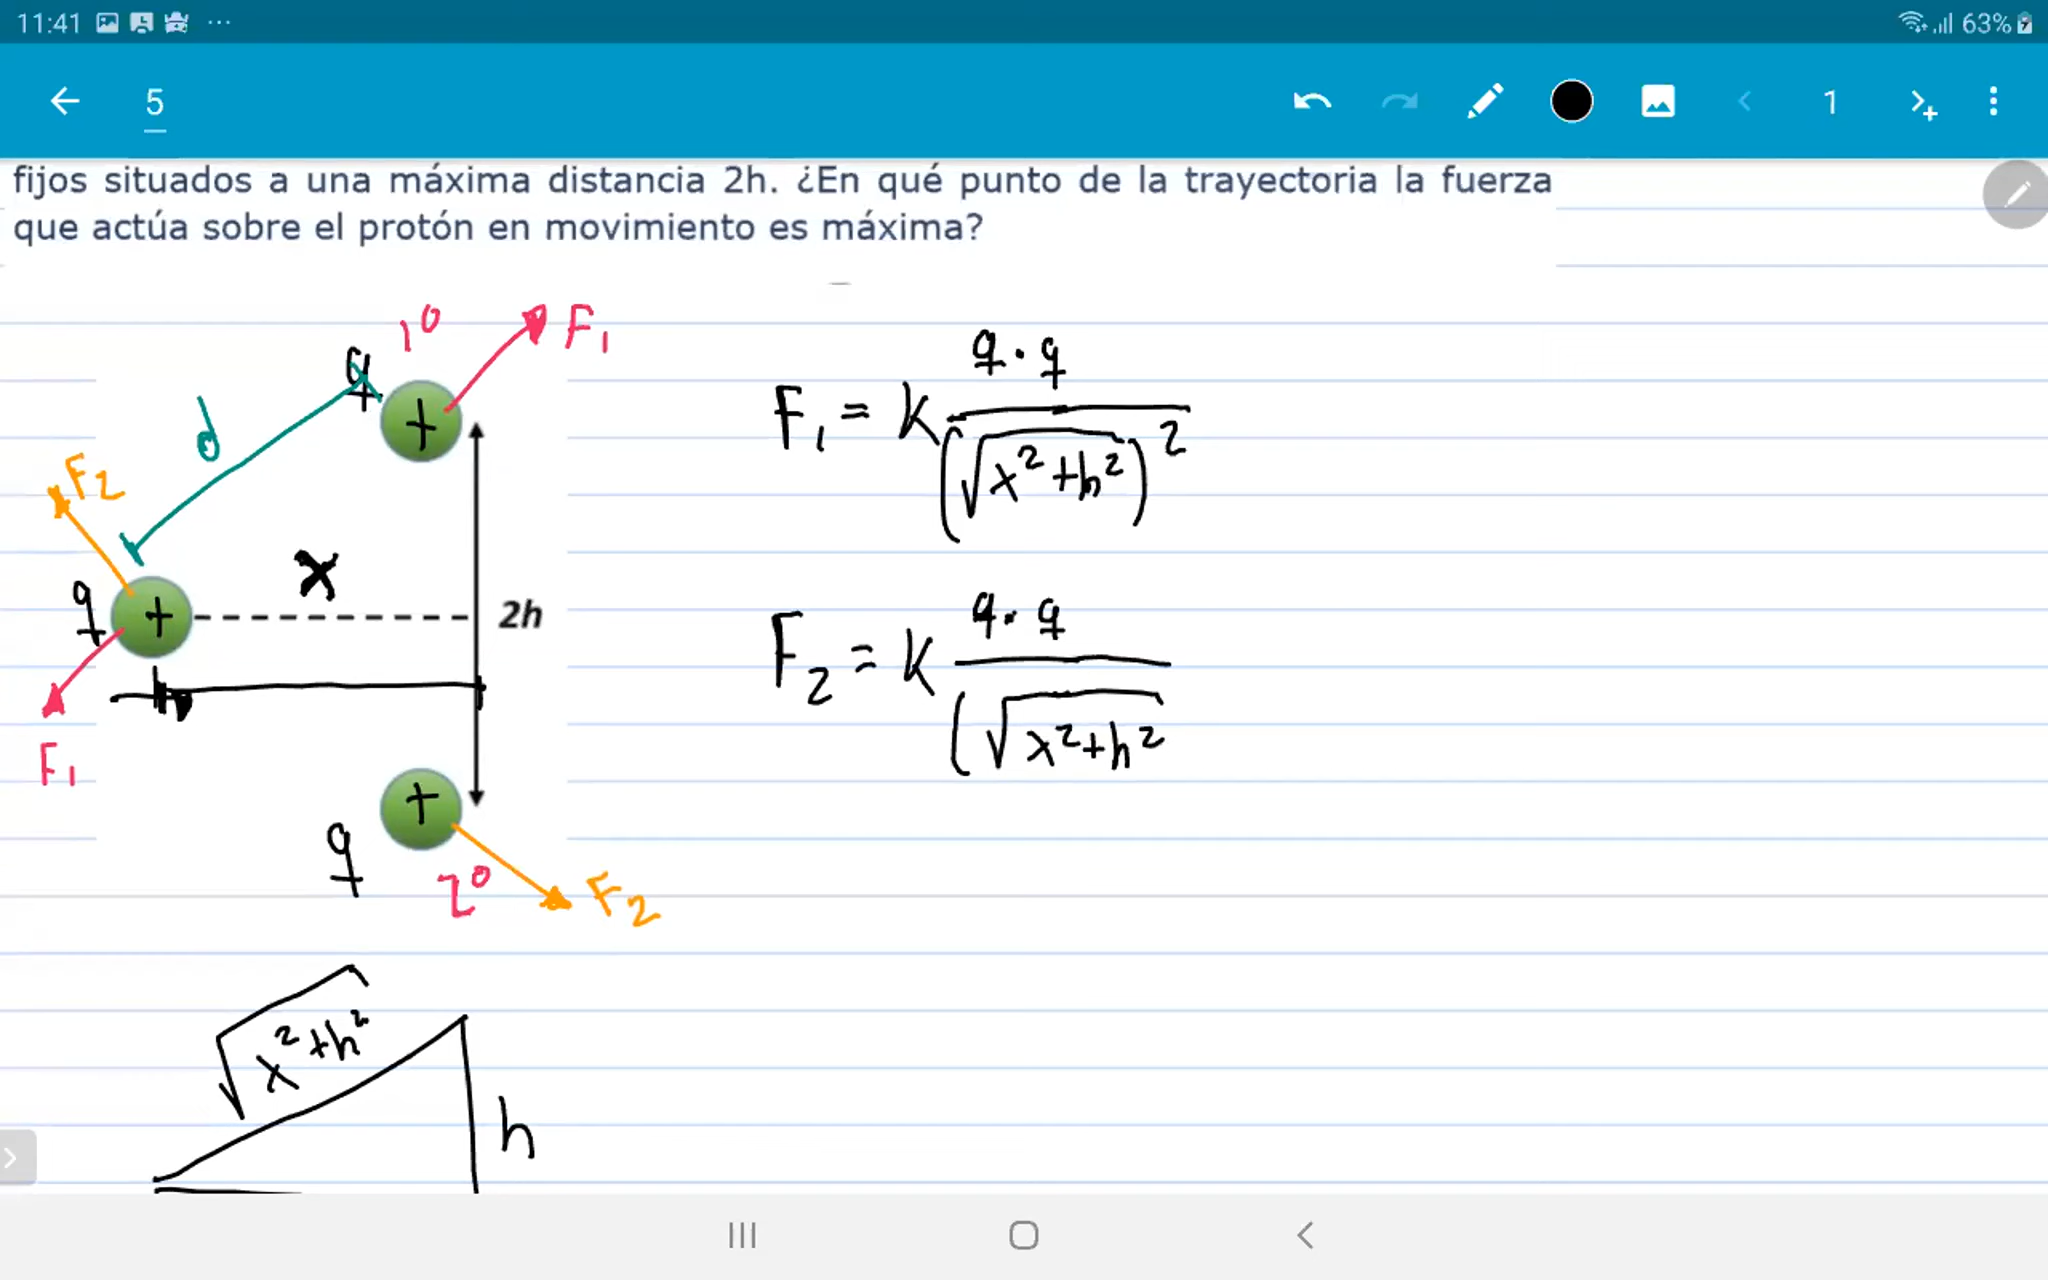 11:41
63%
5
1
fijos situados a una máxima distancia 2h. ¿En qué punto de la trayectoria la fuerza
que actúa sobre el protón en movimiento es máxima?
1º
F₁
q
+
d
F₂
x
q
+
2h
F₁
+
q
2º
F₂
√x²+h²
h
F₁ = k q·q / (√x²+h²)²
F₂ = k q·q / (√x²+h²